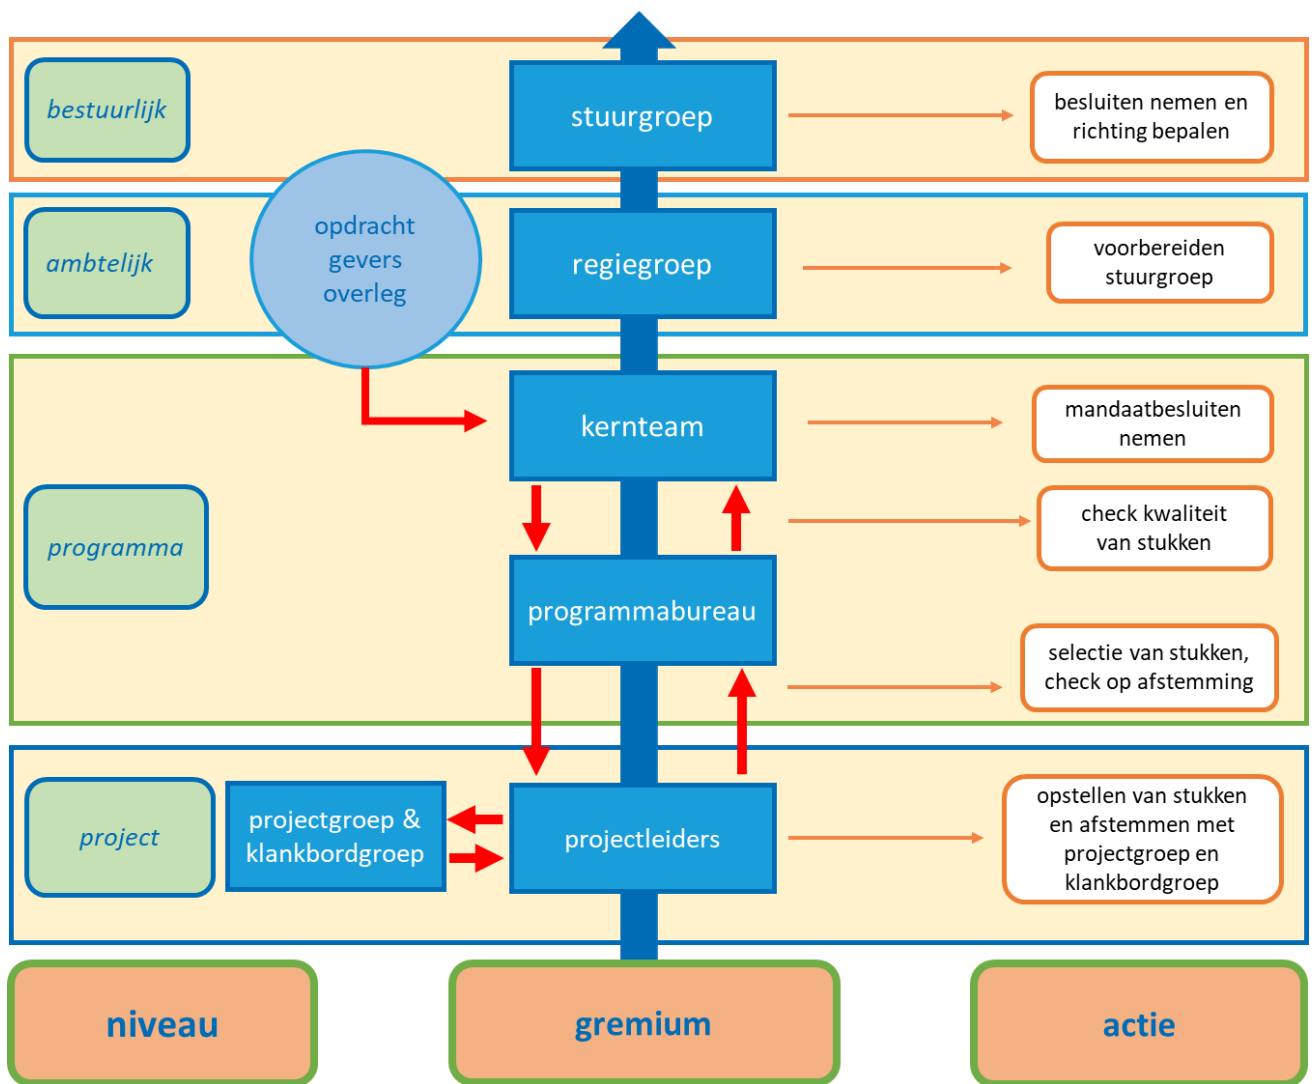 bestuurlijk
stuurgroep
besluiten nemen en
richting bepalen
opdracht
gevers
overleg
ambtelijk
regiegroep
voorbereiden
stuurgroep
kernteam
mandaatbesluiten
nemen
programma
check kwaliteit
van stukken
programmabureau
selectie van stukken,
check op afstemming
project
projectgroep &
klankbordgroep
projectleiders
opstellen van stukken
en afstemmen met
projectgroep en
klankbordgroep
niveau
gremium
actie